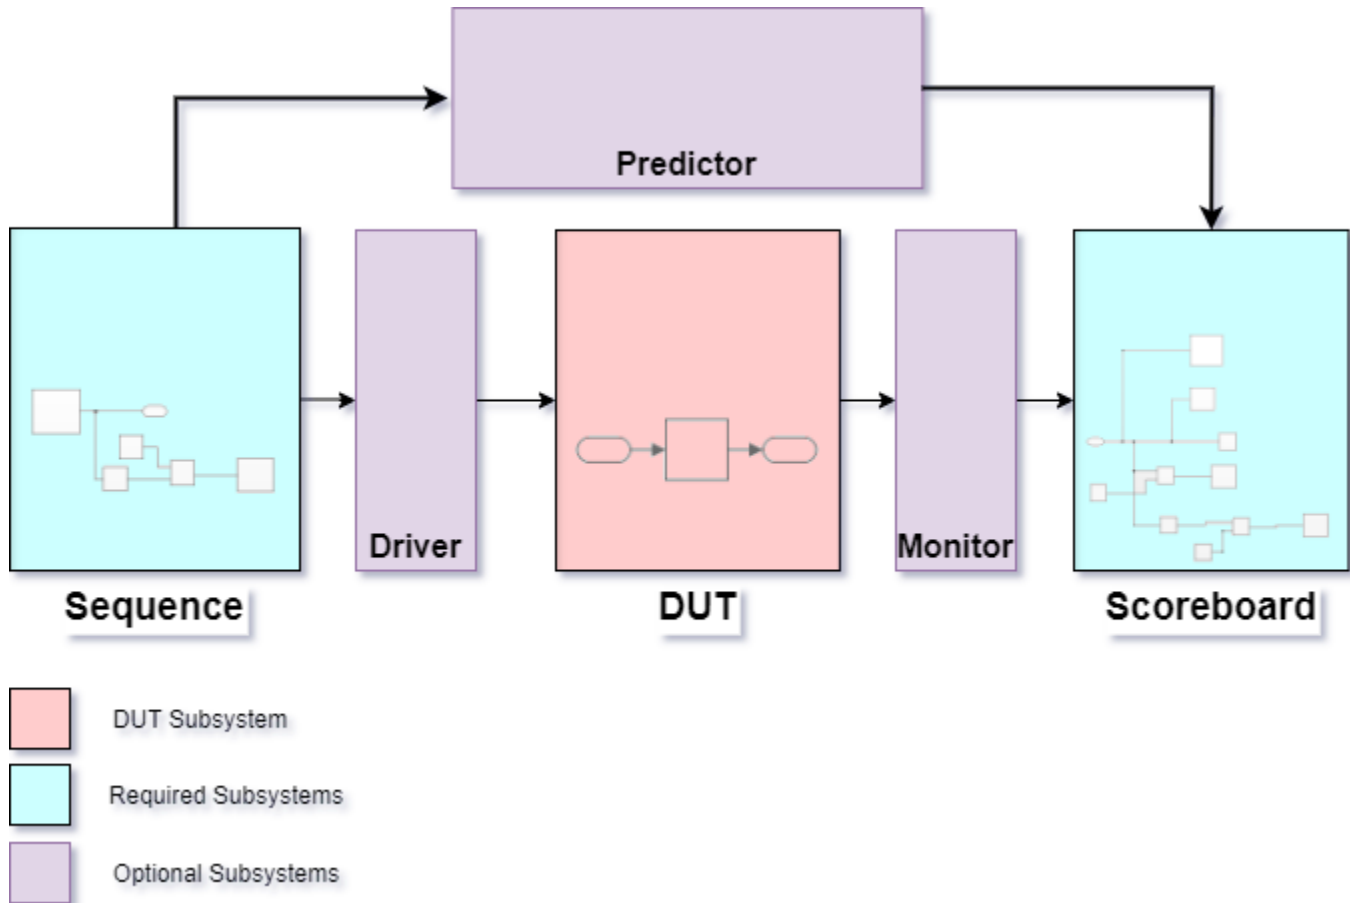 Predictor
Driver
Monitor
Sequence
DUT
Scoreboard
DUT Subsystem
Required Subsystems
Optional Subsystems